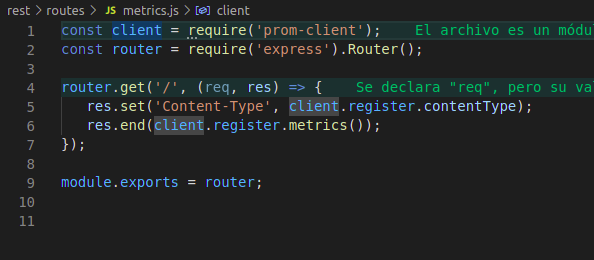 rest > routes > JS metrics.js > client
1 const client = require('prom-client'); El archivo es un módul
2 const router = require('express').Router();
3
4 router.get('/', (req, res) => { Se declara "req", pero su va
5 res.set('Content-Type', client.register.contentType);
6 res.end(client.register.metrics());
7 });
8
9 module.exports = router;
10
11